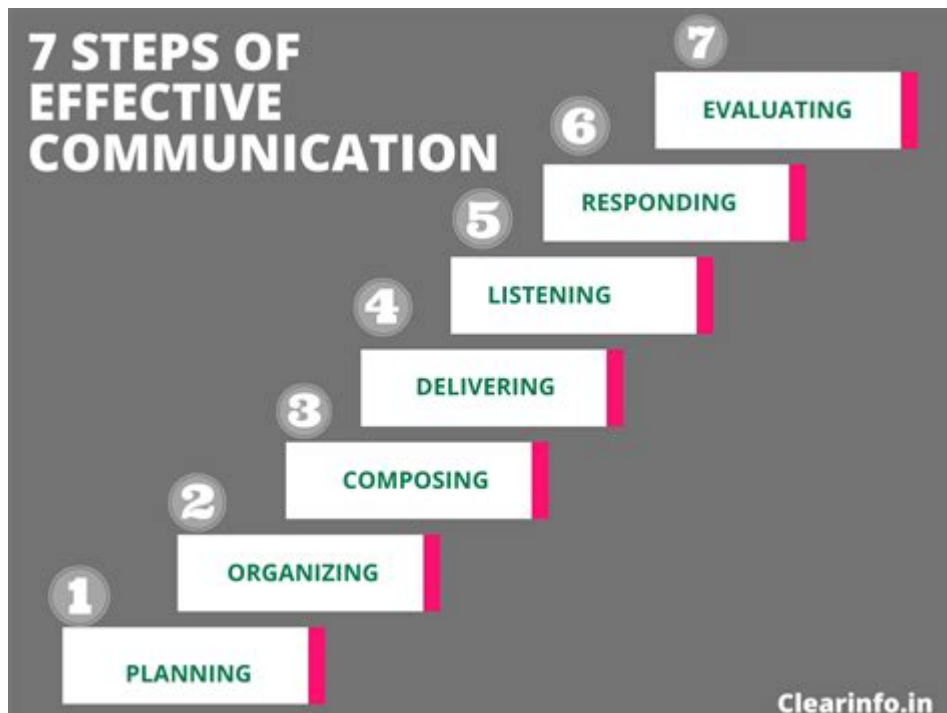 7 STEPS OF
EFFECTIVE
COMMUNICATION
7
EVALUATING
6
RESPONDING
5
LISTENING
4
DELIVERING
3
COMPOSING
2
ORGANIZING
1
PLANNING
Clearinfo.in